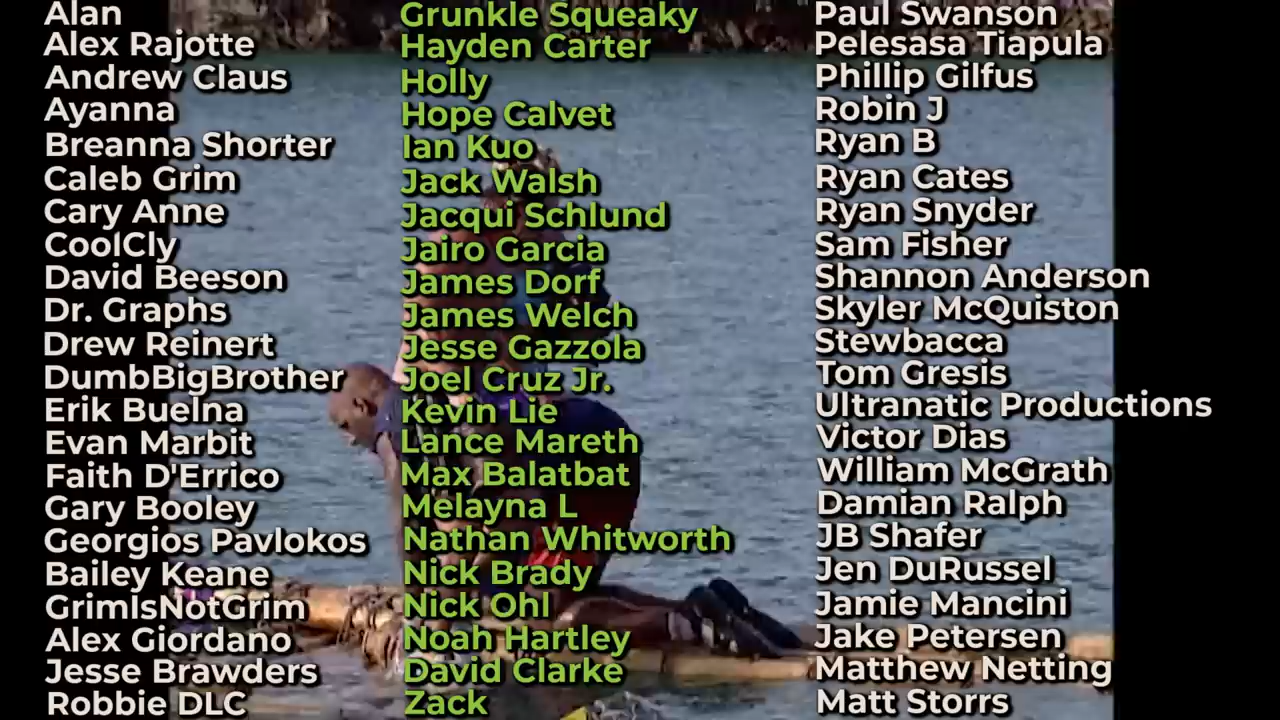 Alan
Alex Rajotte
Andrew Claus
Ayanna
Breanna Shorter
Caleb Grim
Cary Anne
CoolCly
David Beeson
Dr. Graphs
Drew Reinert
DumbBigBrother
Erik Buelna
Evan Marbit
Faith D'Errico
Gary Booley
Georgios Pavlokos
Bailey Keane
GrimIsNotGrim
Alex Giordano
Jesse Brawders
Robbie DLC
Grunkle Squeaky
Hayden Carter
Holly
Hope Calvet
Ian Kuo
Jack Walsh
Jacqui Schlund
Jairo Garcia
James Dorf
James Welch
Jesse Gazzola
Joel Cruz Jr.
Kevin Lie
Lance Mareth
Max Balatbat
Melayna L
Nathan Whitworth
Nick Brady
Nick Ohl
Noah Hartley
David Clarke
Zack
Paul Swanson
Pelesasa Tiapula
Phillip Gilfus
Robin J
Ryan B
Ryan Cates
Ryan Snyder
Sam Fisher
Shannon Anderson
Skyler McQuiston
Stewbacca
Tom Gresis
Ultranatic Productions
Victor Dias
William McGrath
Damian Ralph
JB Shafer
Jen DuRussel
Jamie Mancini
Jake Petersen
Matthew Netting
Matt Storrs